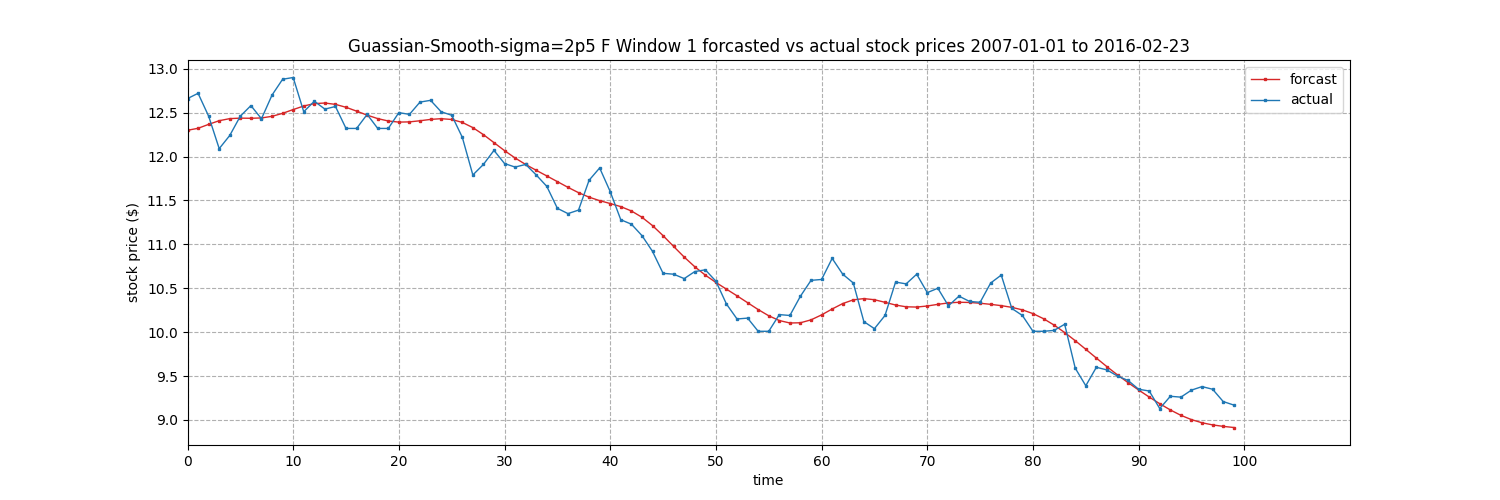 Guassian-Smooth-sigma=2p5 F Window 1 forcasted vs actual stock prices 2007-01-01 to 2016-02-23
forcast
actual
stock price ($)
13.0
12.5
12.0
11.5
11.0
10.5
10.0
9.5
9.0
0 10 20 30 40 50 60 70 80 90 100
time